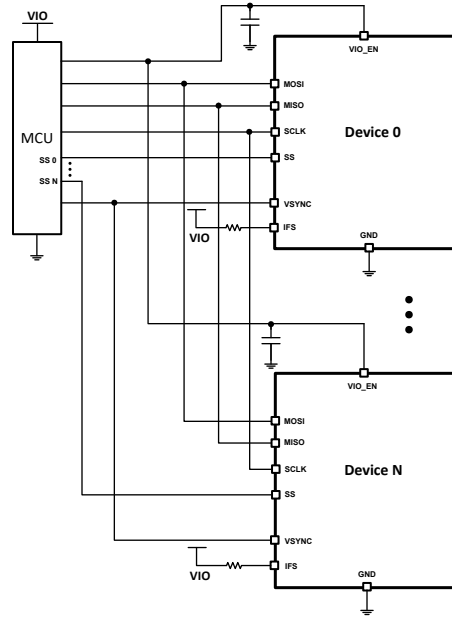 VIO
VIO_EN
MOSI
MISO
SCLK
SS
VSYNC
IFS
GND
Device 0
MCU
SS 0
SS N
VIO
VIO_EN
MOSI
MISO
SCLK
SS
VSYNC
IFS
GND
Device N
VIO